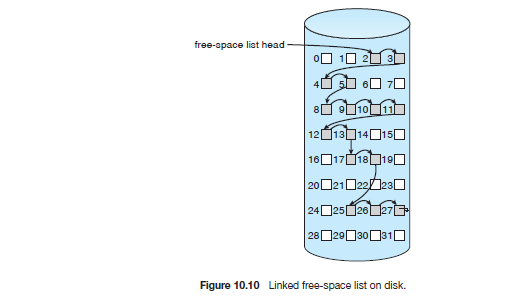 free-space list head
0 1 2 3
4 5 6 7
8 9 10 11
12 13 14 15
16 17 18 19
20 21 22 23
24 25 26 27
28 29 30 31
Figure 10.10 Linked free-space list on disk.